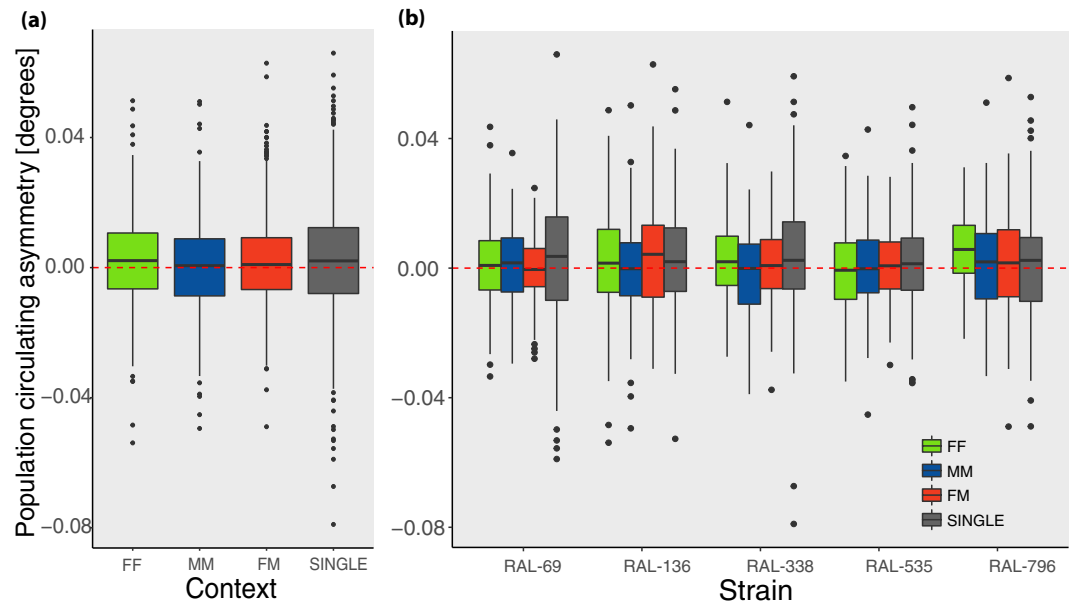 (a)
(b)
Population circulating asymmetry [degrees]
0.04
0.00
−0.04
−0.08
FF
MM
FM
SINGLE
Context
0.04
0.00
−0.04
−0.08
FF
MM
FM
SINGLE
RAL-69
RAL-136
RAL-338
RAL-535
RAL-796
Strain